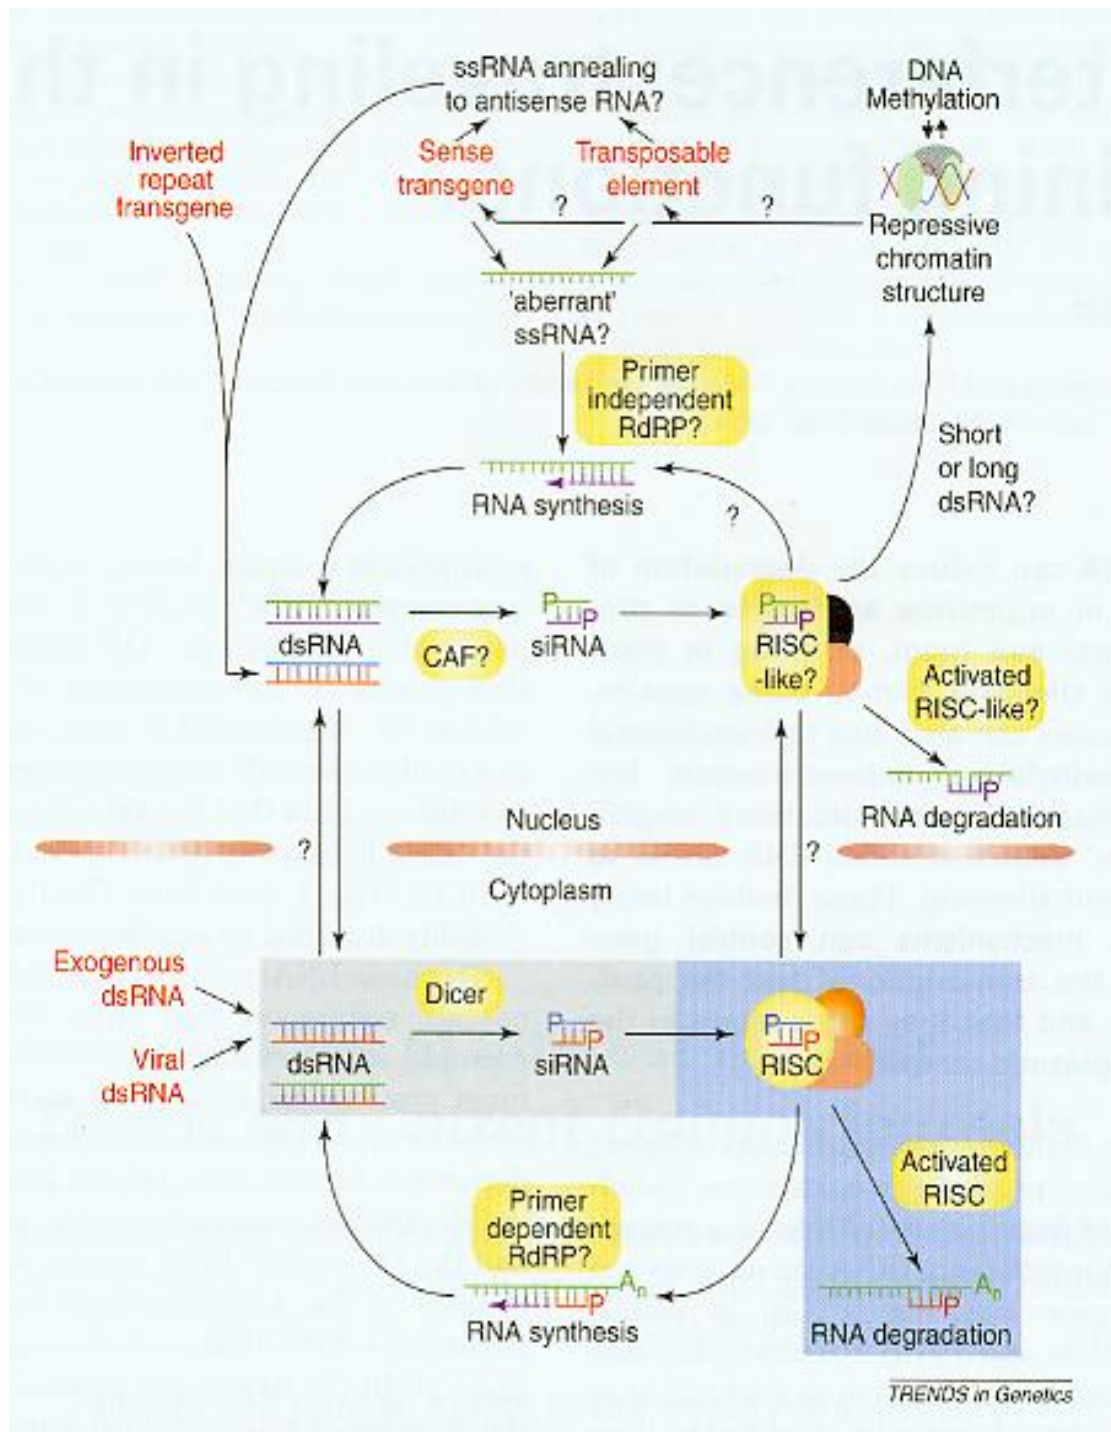 ssRNA annealing
to antisense RNA?
DNA
Methylation
Inverted
repeat
transgene
Sense
transgene
Transposable
element
?
?
Repressive
chromatin
structure
'aberrant'
ssRNA?
Primer
independent
RdRP?
Short
or long
dsRNA?
RNA synthesis
?
P
P
P
P
dsRNA
CAF?
siRNA
RISC
-like?
Activated
RISC-like?
P
RNA degradation
Nucleus
?
?
Cytoplasm
Exogenous
dsRNA
Dicer
P
P
P
P
Viral
dsRNA
dsRNA
siRNA
RISC
Activated
RISC
Primer
dependent
RdRP?
An
P
RNA synthesis
An
P
RNA degradation
TRENDS in Genetics